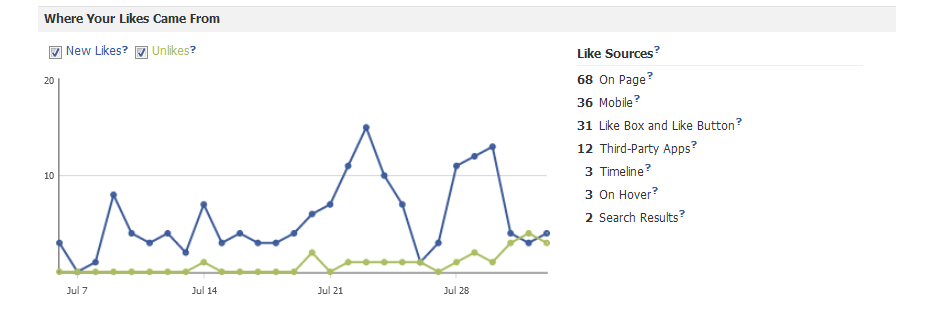 Where Your Likes Came From
New Likes? Unlikes?
20
10
Jul 7 Jul 14 Jul 21 Jul 28
Like Sources?
68 On Page?
36 Mobile?
31 Like Box and Like Button?
12 Third-Party Apps?
3 Timeline?
3 On Hover?
2 Search Results?